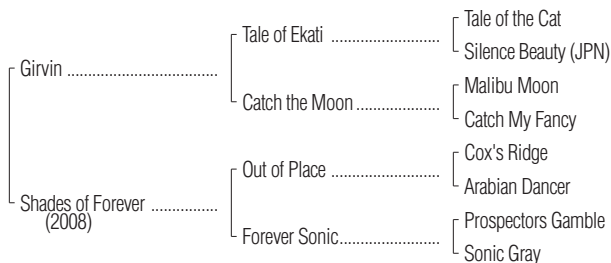 Tale of the Cat
Tale of Ekati ................................
Silence Beauty (JPN)
Girvin ............................................
Malibu Moon
Catch the Moon ........................
Catch My Fancy
Cox's Ridge
Out of Place ................................
Arabian Dancer
Shades of Forever ...................
(2008)
Prospectors Gamble
Forever Sonic.............................
Sonic Gray